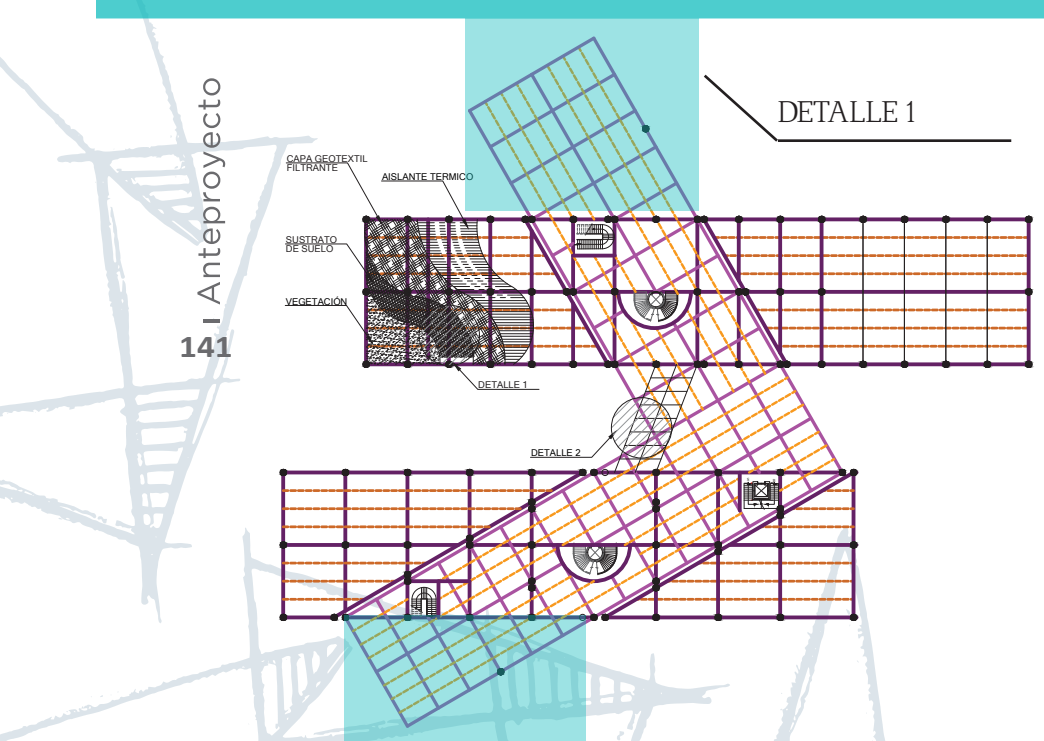 DETALLE 1
CAPA GEOTEXTIL
FILTRANTE
AISLANTE TERMICO
SUSTRATO
DE SUELO
VEGETACIÓN
DETALLE 1
DETALLE 2
141 | Anteproyecto